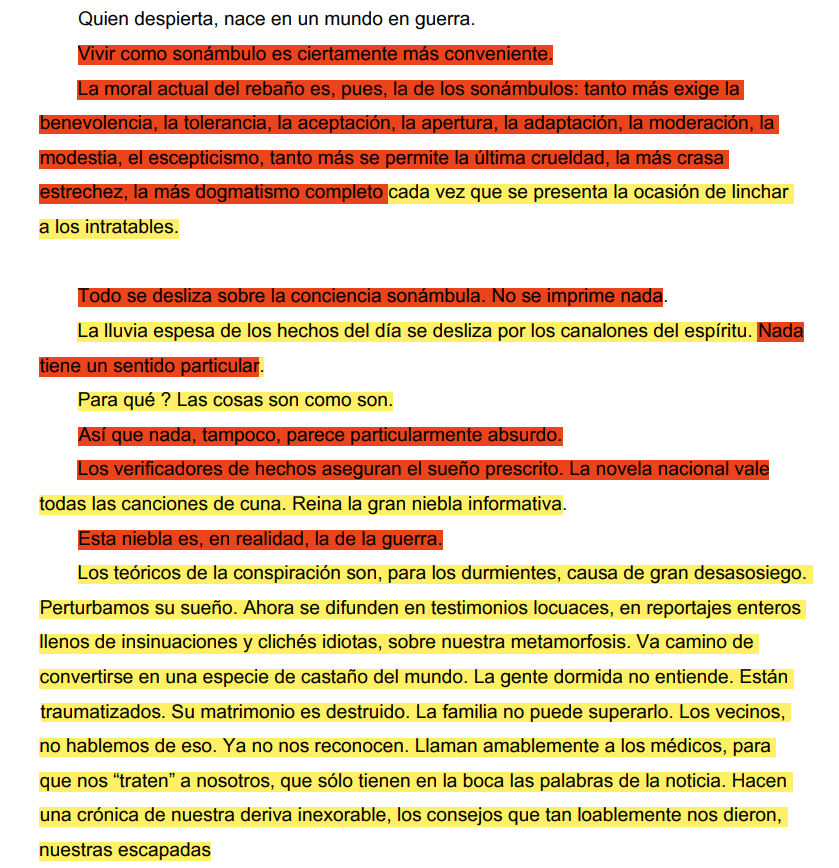 Quien despierta, nace en un mundo en guerra.
Vivir como sonámbulo es ciertamente más conveniente.
La moral actual del rebaño es, pues, la de los sonámbulos: tanto más exige la
benevolencia, la tolerancia, la aceptación, la apertura, la adaptación, la moderación, la
modestia, el escepticismo, tanto más se permite la última crueldad, la más crasa
estrechez, la más dogmatismo completo cada vez que se presenta la ocasión de linchar
a los intratables.
Todo se desliza sobre la conciencia sonámbula. No se imprime nada.
La lluvia espesa de los hechos del día se desliza por los canalones del espíritu. Nada
tiene un sentido particular.
Para qué ? Las cosas son como son.
Así que nada, tampoco, parece particularmente absurdo.
Los verificadores de hechos aseguran el sueño prescrito. La novela nacional vale
todas las canciones de cuna. Reina la gran niebla informativa.
Esta niebla es, en realidad, la de la guerra.
Los teóricos de la conspiración son, para los durmientes, causa de gran desasosiego.
Perturbamos su sueño. Ahora se difunden en testimonios locuaces, en reportajes enteros
llenos de insinuaciones y clichés idiotas, sobre nuestra metamorfosis. Va camino de
convertirse en una especie de castaño del mundo. La gente dormida no entiende. Están
traumatizados. Su matrimonio es destruido. La familia no puede superarlo. Los vecinos,
no hablemos de eso. Ya no nos reconocen. Llaman amablemente a los médicos, para
que nos “traten” a nosotros, que sólo tienen en la boca las palabras de la noticia. Hacen
una crónica de nuestra deriva inexorable, los consejos que tan loablemente nos dieron,
nuestras escapadas